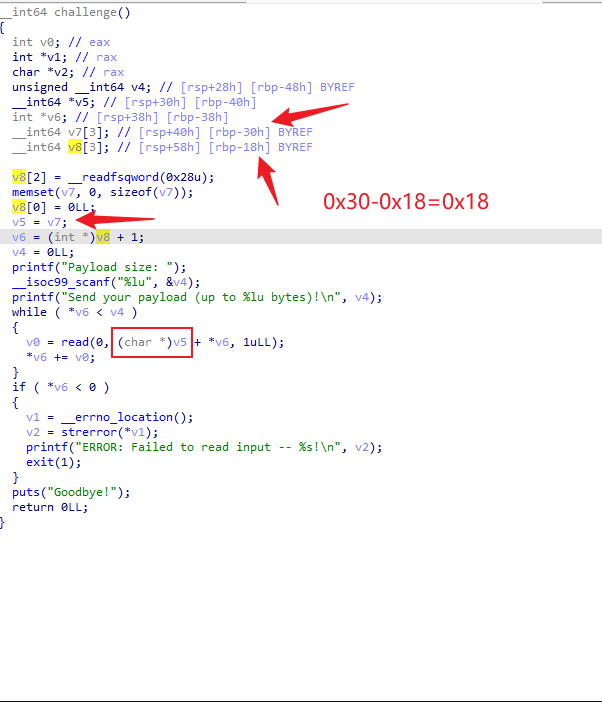 __int64 challenge()
{
  int v0; // eax
  int *v1; // rax
  char *v2; // rax
  unsigned __int64 v4; // [rsp+28h] [rbp-48h] BYREF
  __int64 *v5; // [rsp+30h] [rbp-40h]
  int *v6; // [rsp+38h] [rbp-38h]
  __int64 v7[3]; // [rsp+40h] [rbp-30h] BYREF
  __int64 v8[3]; // [rsp+58h] [rbp-18h] BYREF
  v8[2] = __readfsqword(0x28u);
0x30-0x18=0x18
  memset(v7, 0, sizeof(v7));
  v8[0] = 0LL;
  v5 = v7;
  v6 = (int *)v8 + 1;
  v4 = 0LL;
  printf("Payload size: ");
  __isoc99_scanf("%lu", &v4);
  printf("Send your payload (up to %lu bytes)!\n", v4);
  while ( *v6 < v4 )
  {
    v0 = read(0, (char *)v5 + *v6, 1uLL);
    *v6 += v0;
  }
  if ( *v6 < 0 )
  {
    v1 = __errno_location();
    v2 = strerror(*v1);
    printf("ERROR: Failed to read input -- %s!\n", v2);
    exit(1);
  }
  puts("Goodbye!");
  return 0LL;
}